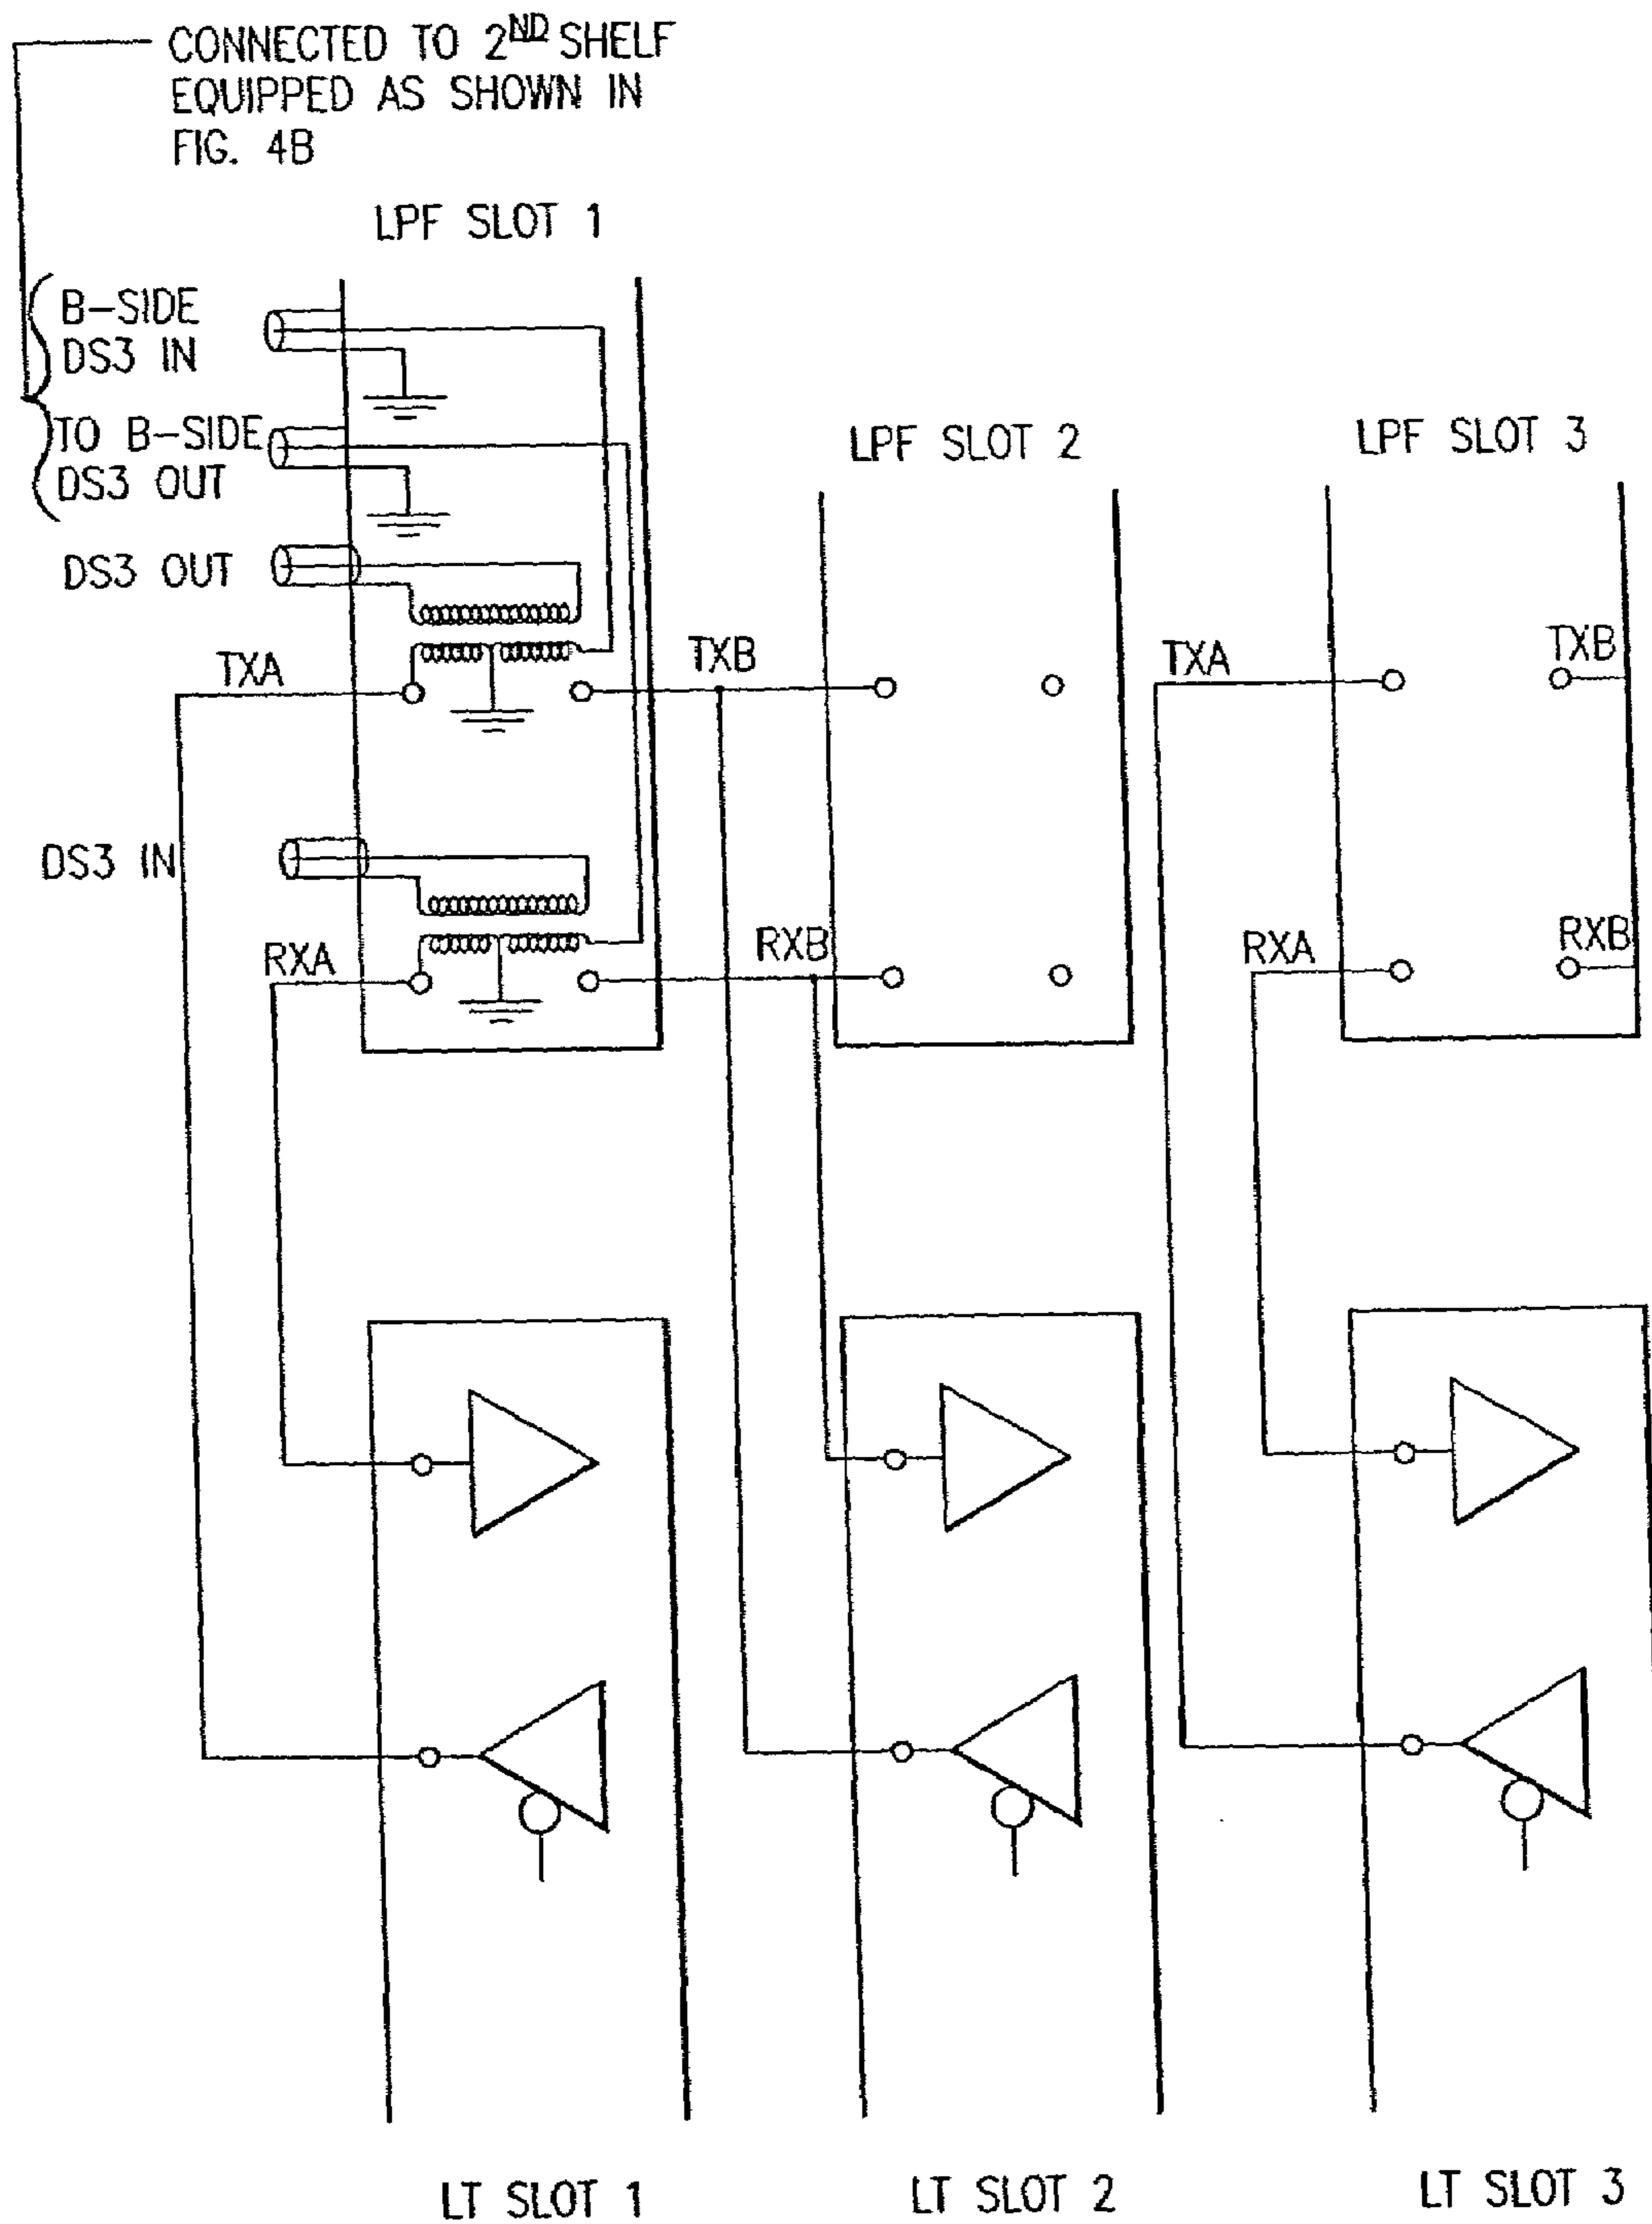 CONNECTED TO 2ND SHELF
EQUIPPED AS SHOWN IN
FIG. 4B
LPF SLOT 1
B-SIDE
DS3 IN
TO B-SIDE
DS3 OUT
LPF SLOT 2
LPF SLOT 3
DS3 OUT
TXA
TXB
TXA
TXB
DS3 IN
RXA
RXB
RXA
RXB
LT SLOT 1
LT SLOT 2
LT SLOT 3